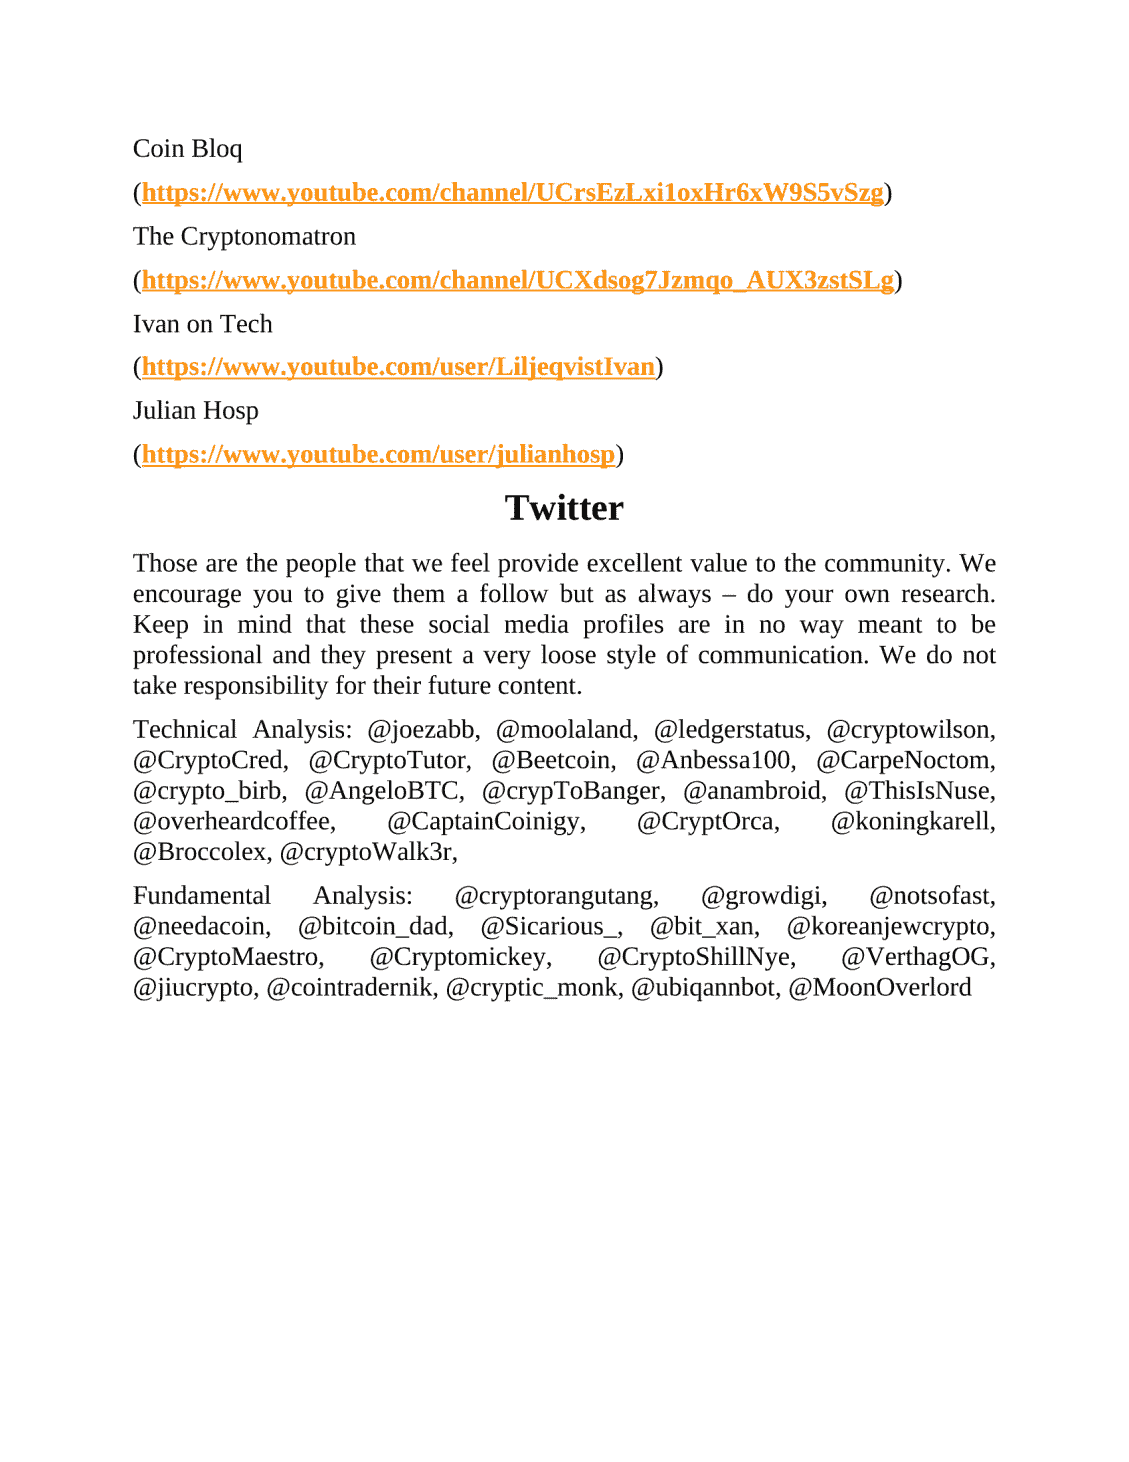 Coin Bloq
(https://www.youtube.com/channel/UCrsEzLxi1oxHr6xW9S5vSzg)
The Cryptonomatron
(https://www.youtube.com/channel/UCXdsog7Jzmqo_AUX3zstSLg)
Ivan on Tech
(https://www.youtube.com/user/LiljeqvistIvan)
Julian Hosp
(https://www.youtube.com/user/julianhosp)
Twitter
Those are the people that we feel provide excellent value to the community. We
encourage you to give them a follow but as always – do your own research.
Keep in mind that these social media profiles are in no way meant to be
professional and they present a very loose style of communication. We do not
take responsibility for their future content.
Technical Analysis: @joezabb, @moolaland, @ledgerstatus, @cryptowilson,
@CryptoCred, @CryptoTutor, @Beetcoin, @Anbessa100, @CarpeNoctom,
@crypto_birb, @AngeloBTC, @crypToBanger, @anambroid, @ThisIsNuse,
@overheardcoffee, @CaptainCoinigy, @CryptOrca, @koningkarell,
@Broccolex, @cryptoWalk3r,
Fundamental Analysis: @cryptorangutang, @growdigi, @notsofast,
@needacoin, @bitcoin_dad, @Sicarious_, @bit_xan, @koreanjewcrypto,
@CryptoMaestro, @Cryptomickey, @CryptoShillNye, @VerthagOG,
@jiucrypto, @cointradernik, @cryptic_monk, @ubiqannbot, @MoonOverlord